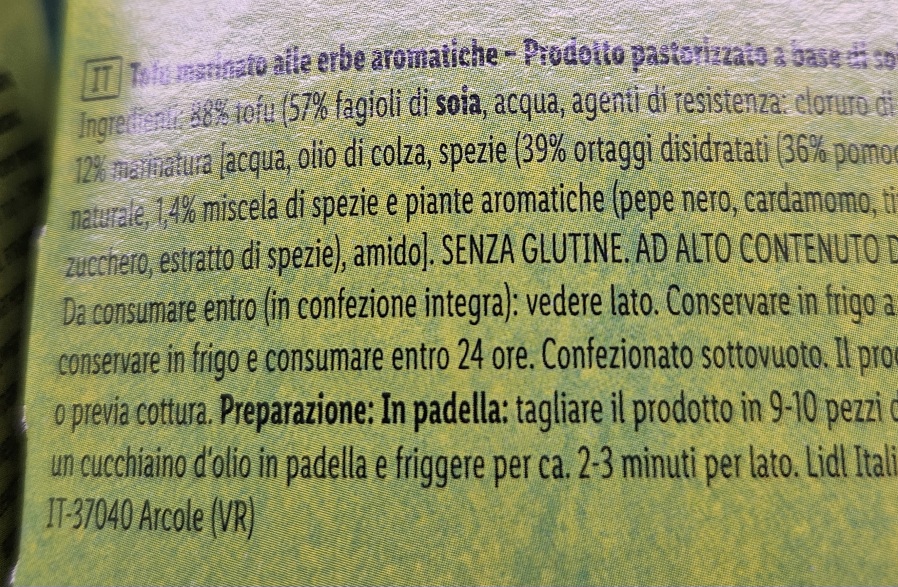 IT Tofu marinato alle erbe aromatiche – Prodotto pastorizzato a base di so
Ingredienti: 88% tofu (57% fagioli di soia, acqua, agenti di resistenza: cloruro di
12% marinatura [acqua, olio di colza, spezie (39% ortaggi disidratati (36% pomo
naturale, 1,4% miscela di spezie e piante aromatiche (pepe nero, cardamomo, ti
zucchero, estratto di spezie), amido]. SENZA GLUTINE. AD ALTO CONTENUTO D
Da consumare entro (in confezione integra): vedere lato. Conservare in frigo a
conservare in frigo e consumare entro 24 ore. Confezionato sottovuoto. Il pro
o previa cottura. Preparazione: In padella: tagliare il prodotto in 9-10 pezzi d
un cucchiaino d'olio in padella e friggere per ca. 2-3 minuti per lato. Lidl Itali
IT-37040 Arcole (VR)